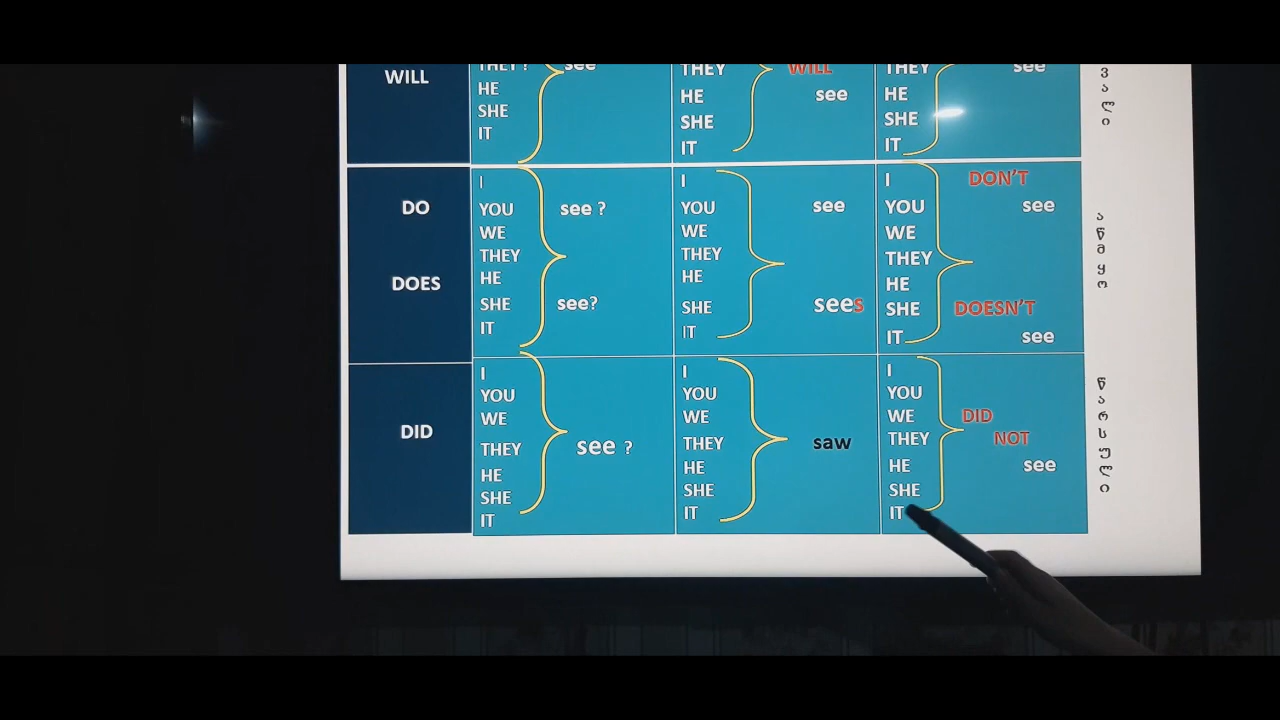 WILL
THEY ?
see
HE
SHE
IT
THEY
WILL
HE
see
SHE
IT
THEY
see
HE
SHE
IT
ვ
ა
ლ
ი
DO
DOES
I
YOU
see ?
WE
THEY
HE
SHE
see?
IT
I
YOU
see
WE
THEY
HE
SHE
sees
IT
I
DON'T
YOU
see
WE
THEY
HE
SHE
DOESN'T
IT
see
ა
წ
მ
ყ
ო
DID
I
YOU
WE
THEY
see ?
HE
SHE
IT
I
YOU
WE
THEY
saw
HE
SHE
IT
I
YOU
WE
DID
THEY
NOT
HE
see
SHE
IT
წ
ა
რ
ს
უ
ლ
ი